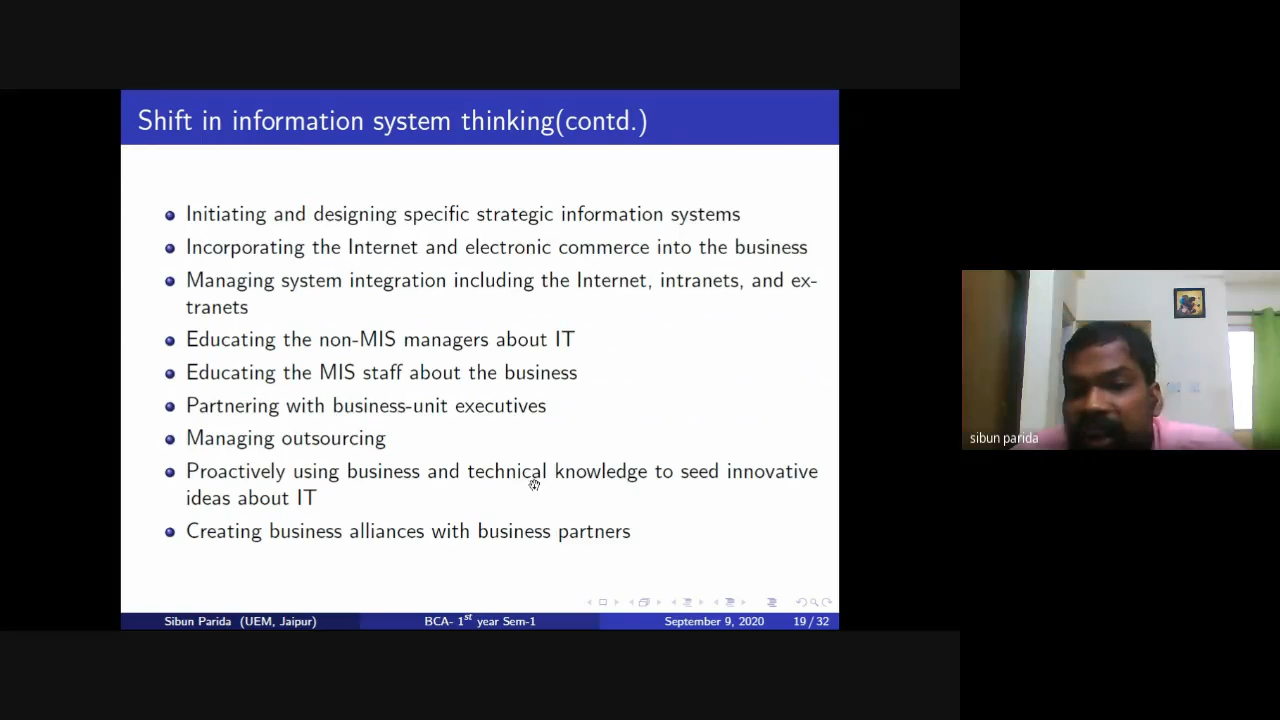 Shift in information system thinking(contd.)
Initiating and designing specific strategic information systems
Incorporating the Internet and electronic commerce into the business
Managing system integration including the Internet, intranets, and ex-
tranets
Educating the non-MIS managers about IT
Educating the MIS staff about the business
Partnering with business-unit executives
Managing outsourcing
Proactively using business and technical knowledge to seed innovative
ideas about IT
Creating business alliances with business partners
Sibun Parida (UEM, Jaipur) BCA- 1st year Sem-1 September 9, 2020 19 / 32
sibun parida